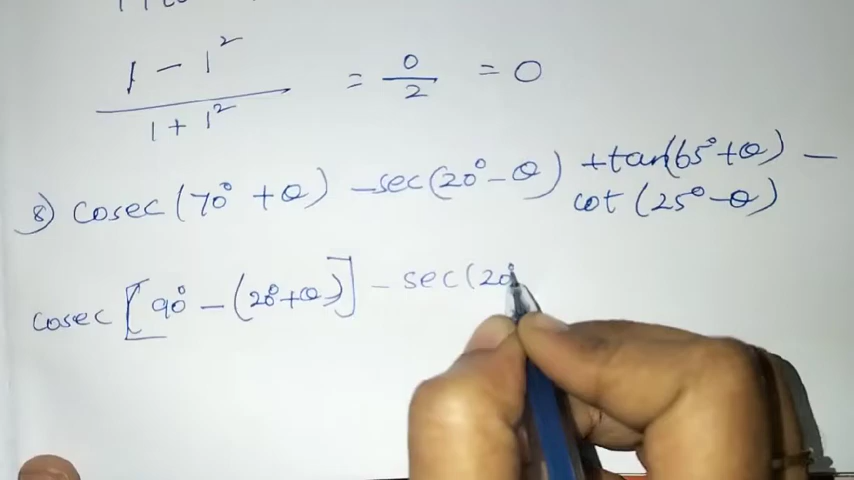 1 - 1² / 1 + 1² = 0/2 = 0
8) cosec(70° + θ) - sec(20° - θ) + tan(65° + θ) -
cot (25° - θ)
cosec [90° - (20° + θ)] - sec(20°